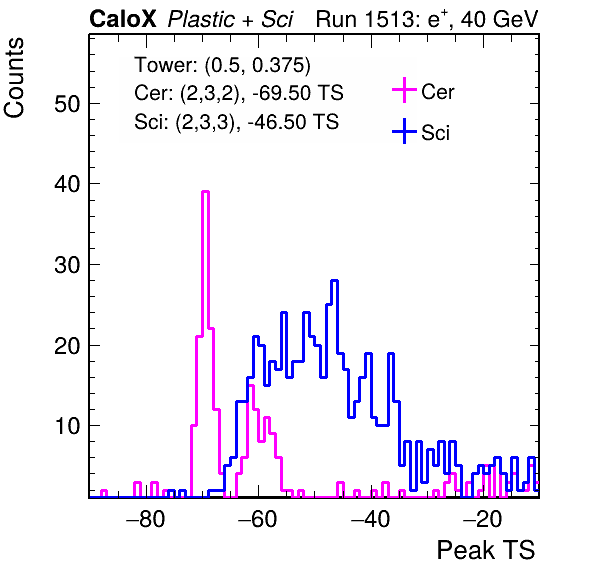 CaloX Plastic + Sci Run 1513: e⁺, 40 GeV
Counts
Tower: (0.5, 0.375)
Cer: (2,3,2), -69.50 TS
Sci: (2,3,3), -46.50 TS
Cer
Sci
50
40
30
20
10
−80 −60 −40 −20
Peak TS